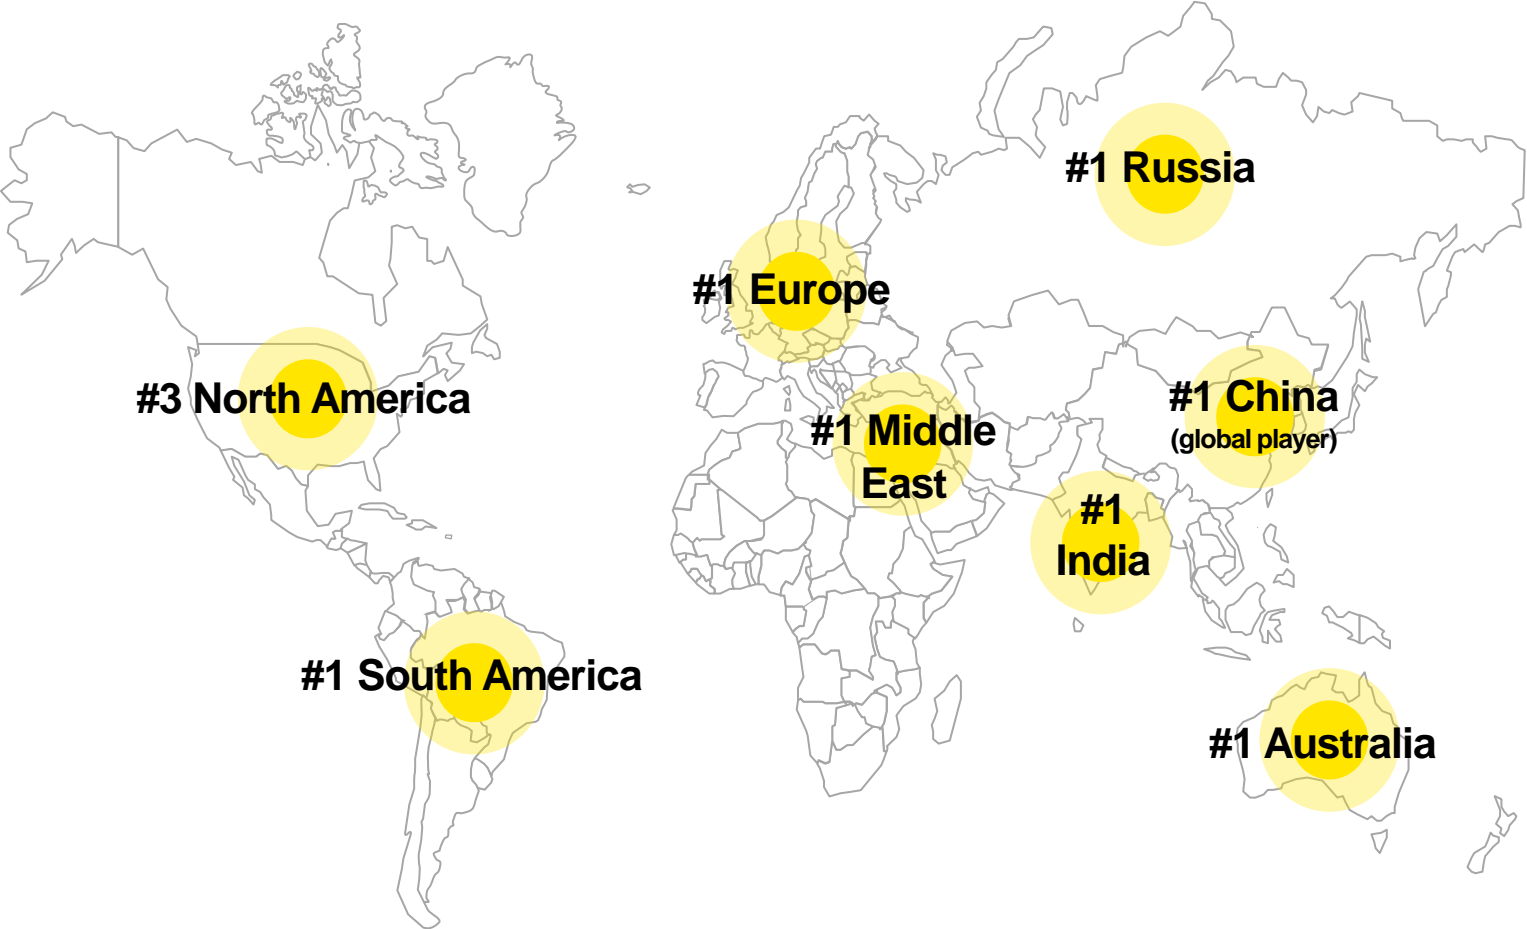 #1 Russia
#1 Europe
#3 North America
#1 China
(global player)
#1 Middle
East
#1
India
#1 South America
#1 Australia